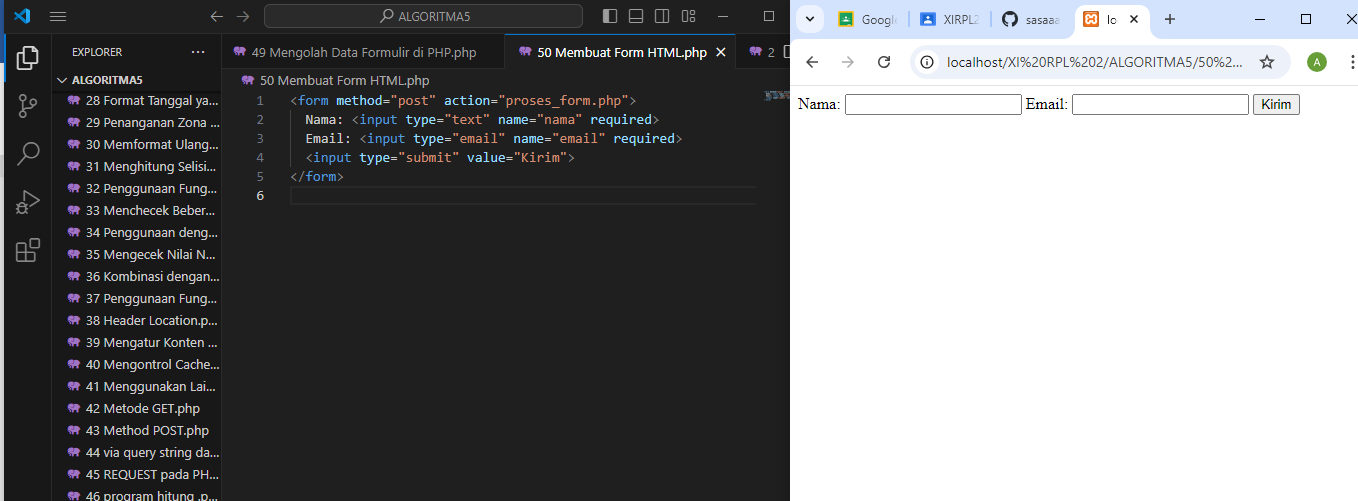 ALGORITMA5
EXPLORER
ALGORITMA5
28 Format Tanggal ya...
29 Penanganan Zona ...
30 Memformat Ulang...
31 Menghitung Selisi...
32 Penggunaan Fung...
33 Menchecek Beber...
34 Penggunaan deng...
35 Mengecek Nilai N...
36 Kombinasi dengan...
37 Penggunaan Fung...
38 Header Location.p...
39 Mengatur Konten ...
40 Mengontrol Cache...
41 Menggunakan Lai...
42 Metode GET.php
43 Method POST.php
44 via query string da...
45 REQUEST pada PH...
46 program hitung .p...
49 Mengolah Data Formulir di PHP.php
50 Membuat Form HTML.php
2
50 Membuat Form HTML.php
1 <form method="post" action="proses_form.php">
2 Nama: <input type="text" name="nama" required>
3 Email: <input type="email" name="email" required>
4 <input type="submit" value="Kirim">
5 </form>
6
Google
XIRPL2
sasaaa
lo
localhost/XI%20RPL%202/ALGORITMA5/50%2...
A
Nama: Email: Kirim